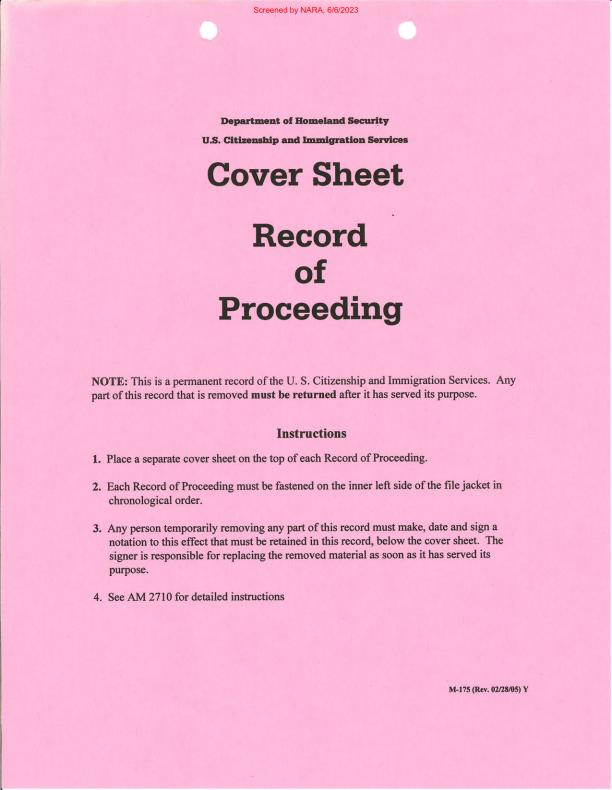 Screened by NARA, 6/6/2023
Department of Homeland Security
U.S. Citizenship and Immigration Services
Cover Sheet
Record
of
Proceeding
NOTE: This is a permanent record of the U. S. Citizenship and Immigration Services. Any
part of this record that is removed must be returned after it has served its purpose.
Instructions
1. Place a separate cover sheet on the top of each Record of Proceeding.
2. Each Record of Proceeding must be fastened on the inner left side of the file jacket in
chronological order.
3. Any person temporarily removing any part of this record must make, date and sign a
notation to this effect that must be retained in this record, below the cover sheet. The
signer is responsible for replacing the removed material as soon as it has served its
purpose.
4. See AM 2710 for detailed instructions
M-175 (Rev. 02/28/05) Y